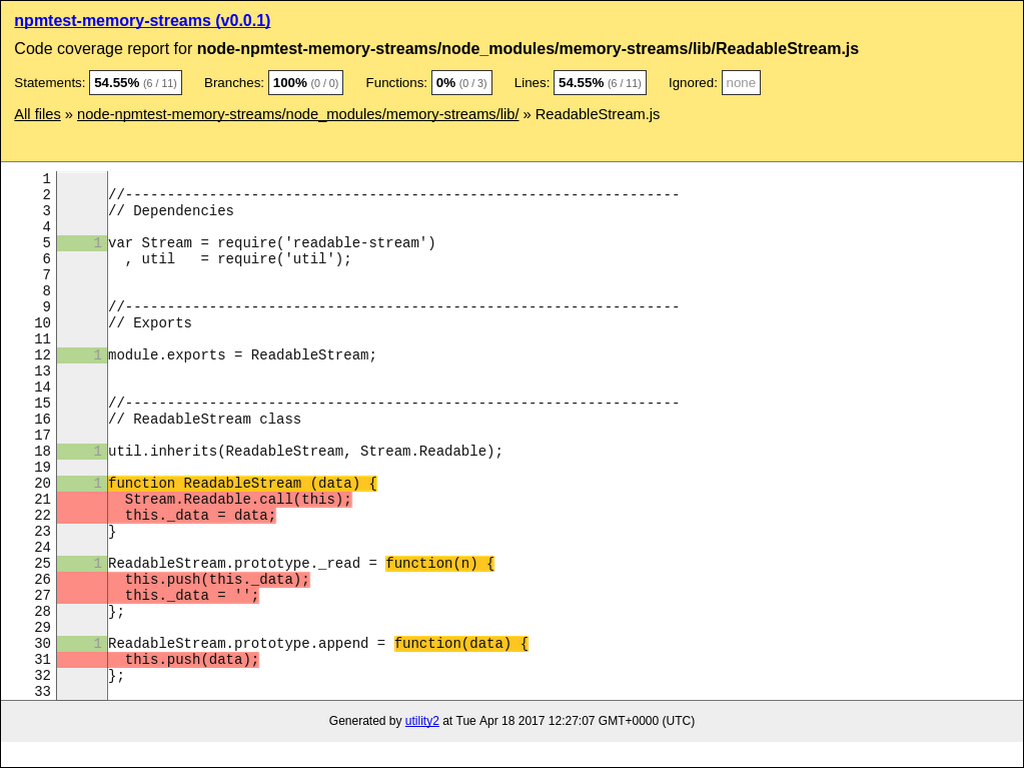 npmtest-memory-streams (v0.0.1)
Code coverage report for node-npmtest-memory-streams/node_modules/memory-streams/lib/ReadableStream.js
Statements: 54.55% (6 / 11) Branches: 100% (0 / 0) Functions: 0% (0 / 3) Lines: 54.55% (6 / 11) Ignored: none
All files » node-npmtest-memory-streams/node_modules/memory-streams/lib/ » ReadableStream.js
1
2 //------------------------------------------------------------------
3 // Dependencies
4
5 1 var Stream = require('readable-stream')
6   , util   = require('util');
7
8
9 //------------------------------------------------------------------
10 // Exports
11
12 1 module.exports = ReadableStream;
13
14
15 //------------------------------------------------------------------
16 // ReadableStream class
17
18 1 util.inherits(ReadableStream, Stream.Readable);
19
20 1 function ReadableStream (data) {
21   Stream.Readable.call(this);
22   this._data = data;
23 }
24
25 1 ReadableStream.prototype._read = function(n) {
26   this.push(this._data);
27   this._data = '';
28 };
29
30 1 ReadableStream.prototype.append = function(data) {
31   this.push(data);
32 };
33
Generated by utility2 at Tue Apr 18 2017 12:27:07 GMT+0000 (UTC)